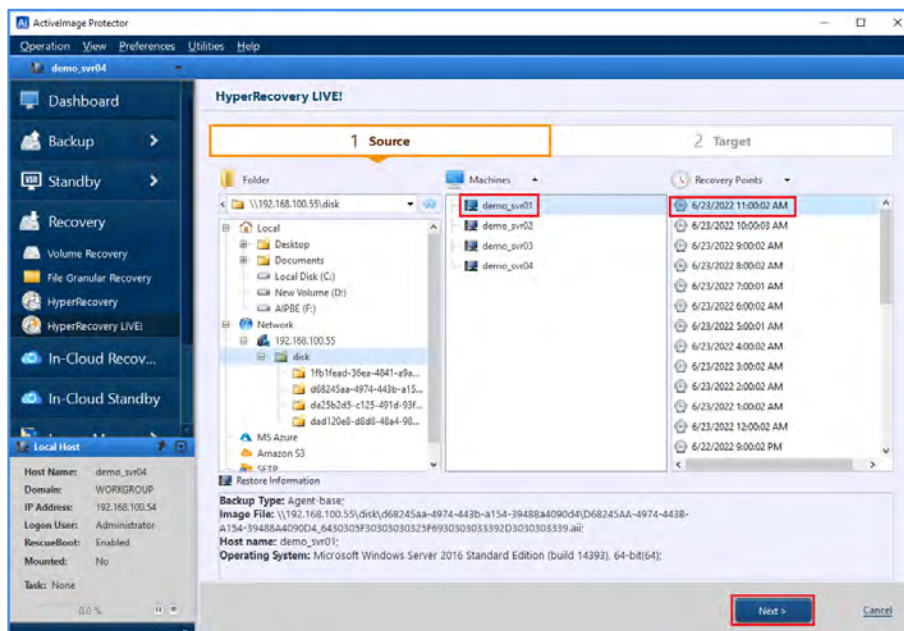 ActiveImage Protector
Operation View Preferences Utilities Help
demo_svr04
Dashboard
Backup
Standby
Recovery
Volume Recovery
File Granular Recovery
HyperRecovery
HyperRecovery LIVE!
In-Cloud Recov...
In-Cloud Standby
Local Host
Host Name: demo_svr04
Domain: WORKGROUP
IP Address: 192.168.100.54
Logon User: Administrator
RescueBoot: Enabled
Mounted: No
Task: None
0.0 %
HyperRecovery LIVE!
1 Source
2 Target
Folder
\\192.168.100.55\disk
Local
Desktop
Documents
Local Disk (C:)
New Volume (D:)
AIPBE (F:)
Network
192.168.100.55
disk
1fb1fead-36ea-4841-a9a...
d68245aa-4974-443b-a15...
da25b2d5-c125-491d-93f...
dad120e8-d8d8-48a4-98...
MS Azure
Amazon S3
SFTP
Machines
demo_svr01
demo_svr02
demo_svr03
demo_svr04
Recovery Points
6/23/2022 11:00:02 AM
6/23/2022 10:00:03 AM
6/23/2022 9:00:02 AM
6/23/2022 8:00:02 AM
6/23/2022 7:00:01 AM
6/23/2022 6:00:02 AM
6/23/2022 5:00:01 AM
6/23/2022 4:00:02 AM
6/23/2022 3:00:02 AM
6/23/2022 2:00:02 AM
6/23/2022 1:00:02 AM
6/23/2022 12:00:02 AM
6/22/2022 9:00:02 PM
Restore Information
Backup Type: Agent-base;
Image File: \\192.168.100.55\disk\d68245aa-4974-443b-a154-39488a4090d4\D68245AA-4974-443B-
Host name: demo_svr01;
Operating System: Microsoft Windows Server 2016 Standard Edition (build 14393), 64-bit(64);
Next >
Cancel